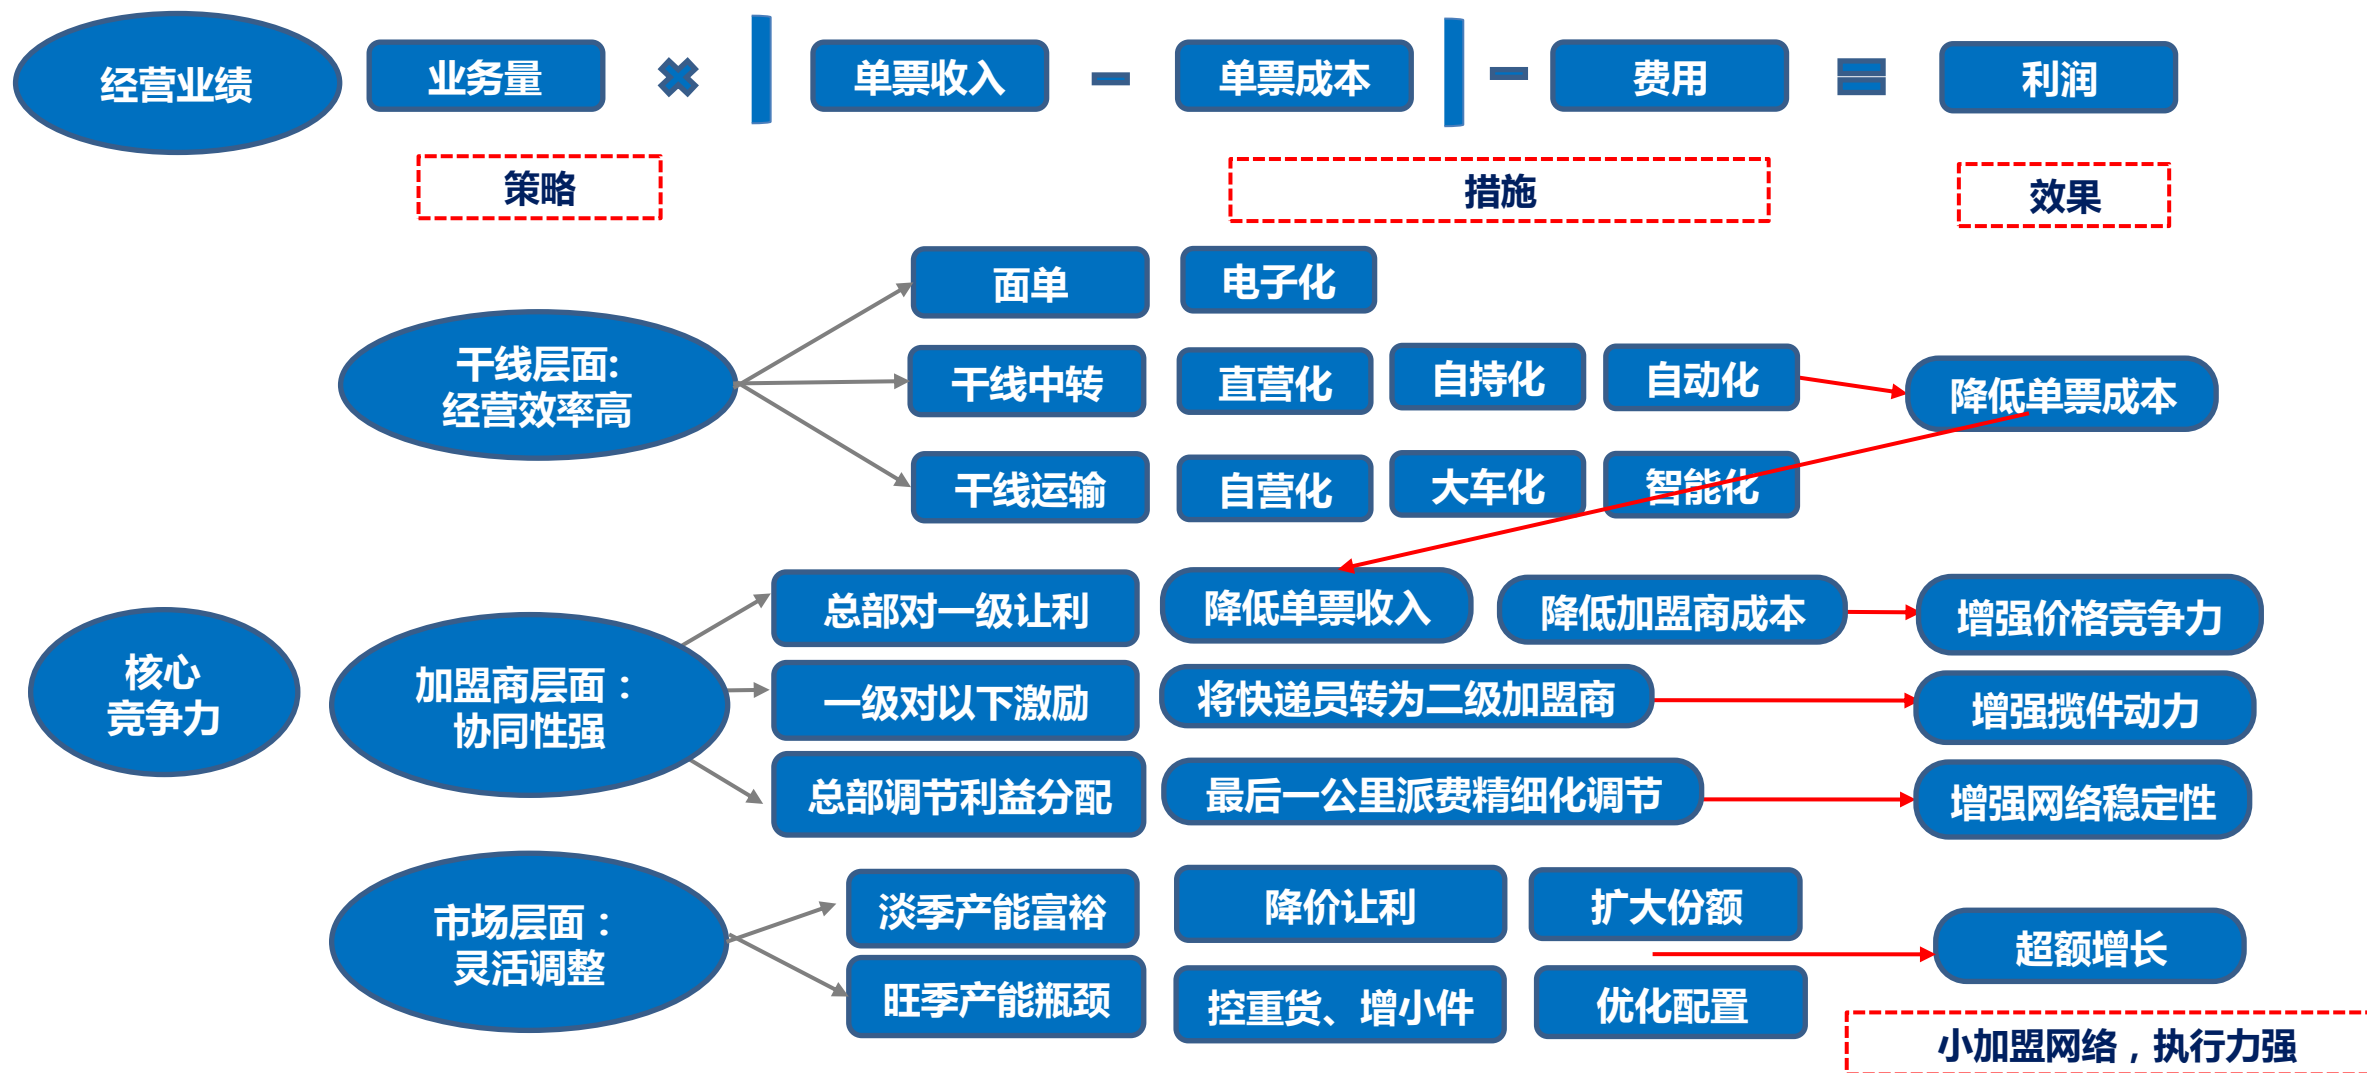 经营业绩
业务量
单票收入
单票成本
费用
利润
策略
措施
效果
干线层面:
经营效率高
面单
电子化
干线中转
直营化
自持化
自动化
降低单票成本
干线运输
自营化
大车化
智能化
核心
竞争力
加盟商层面：
协同性强
总部对一级让利
降低单票收入
降低加盟商成本
增强价格竞争力
一级对以下激励
将快递员转为二级加盟商
增强揽件动力
总部调节利益分配
最后一公里派费精细化调节
增强网络稳定性
市场层面：
灵活调整
淡季产能富裕
降价让利
扩大份额
超额增长
旺季产能瓶颈
控重货、增小件
优化配置
小加盟网络，执行力强